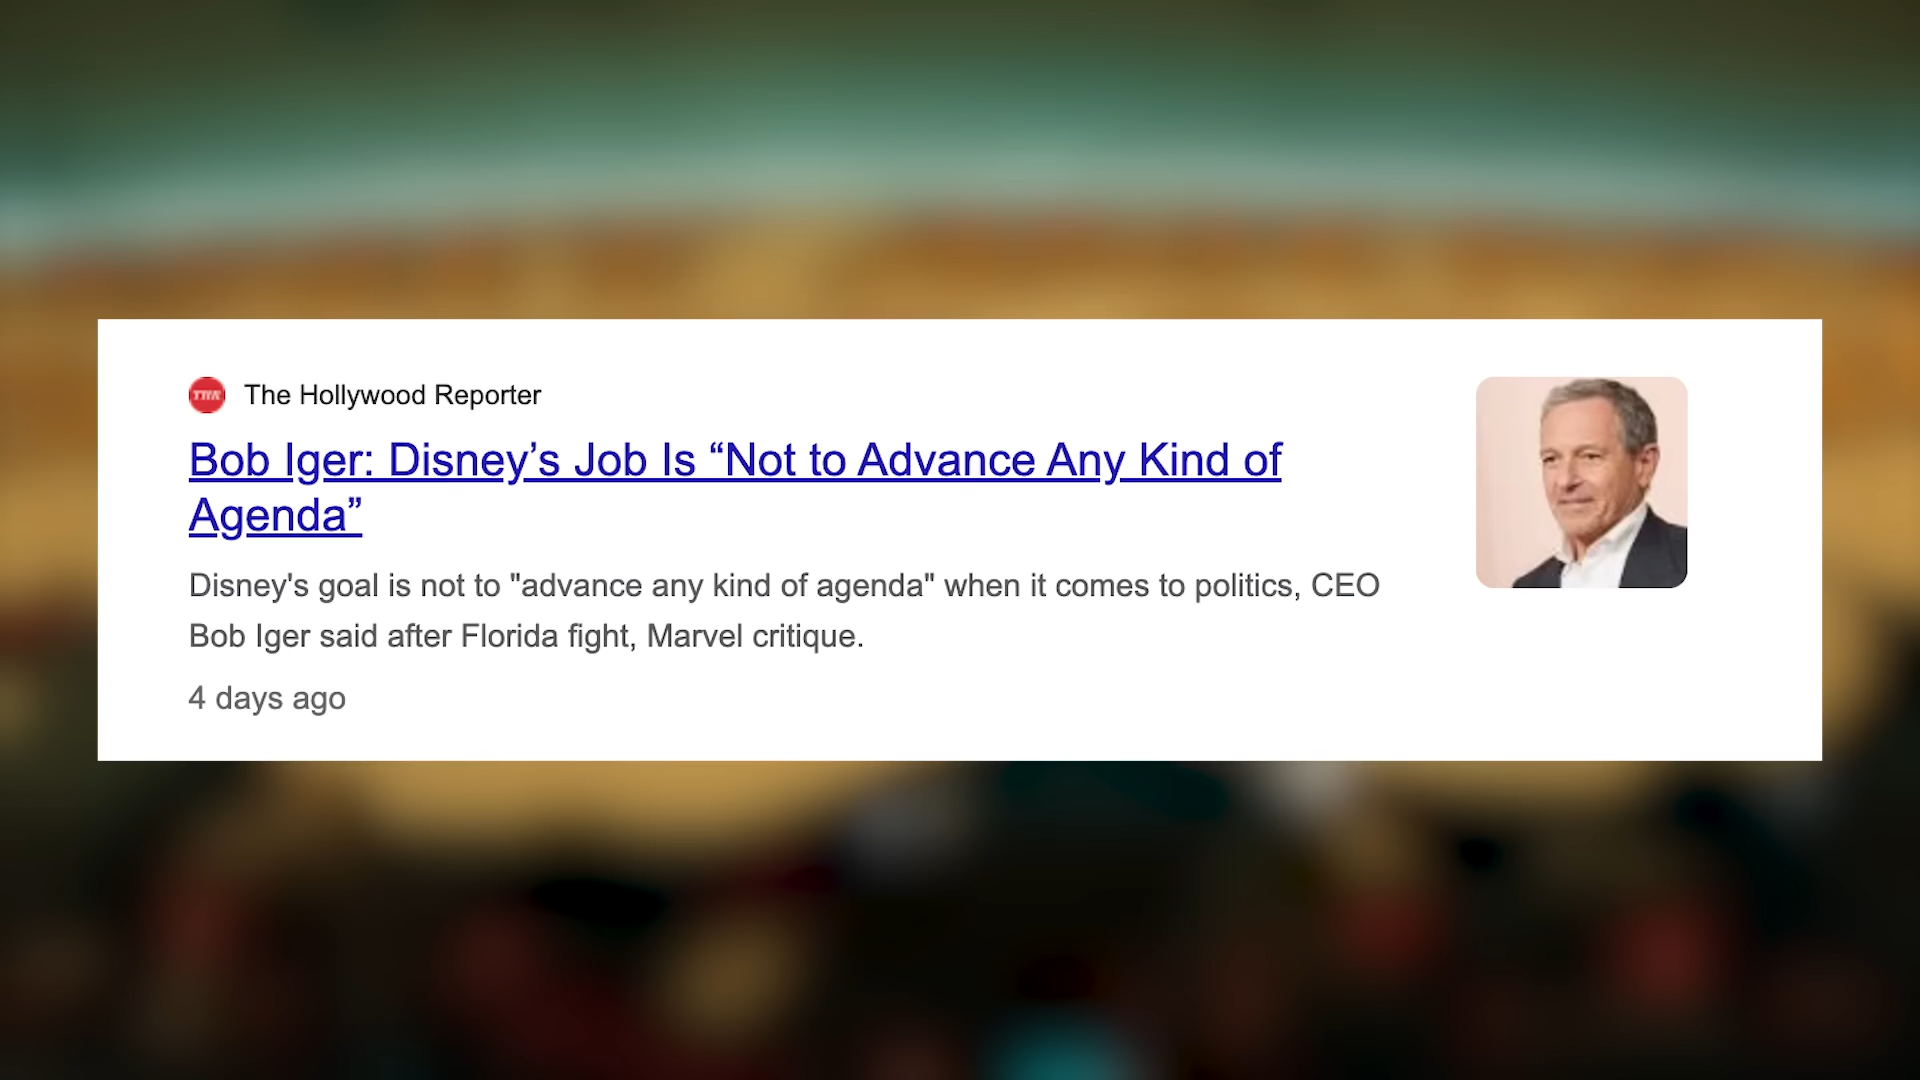 THR
The Hollywood Reporter
Bob Iger: Disney’s Job Is “Not to Advance Any Kind of
Agenda”
Disney's goal is not to "advance any kind of agenda" when it comes to politics, CEO
Bob Iger said after Florida fight, Marvel critique.
4 days ago